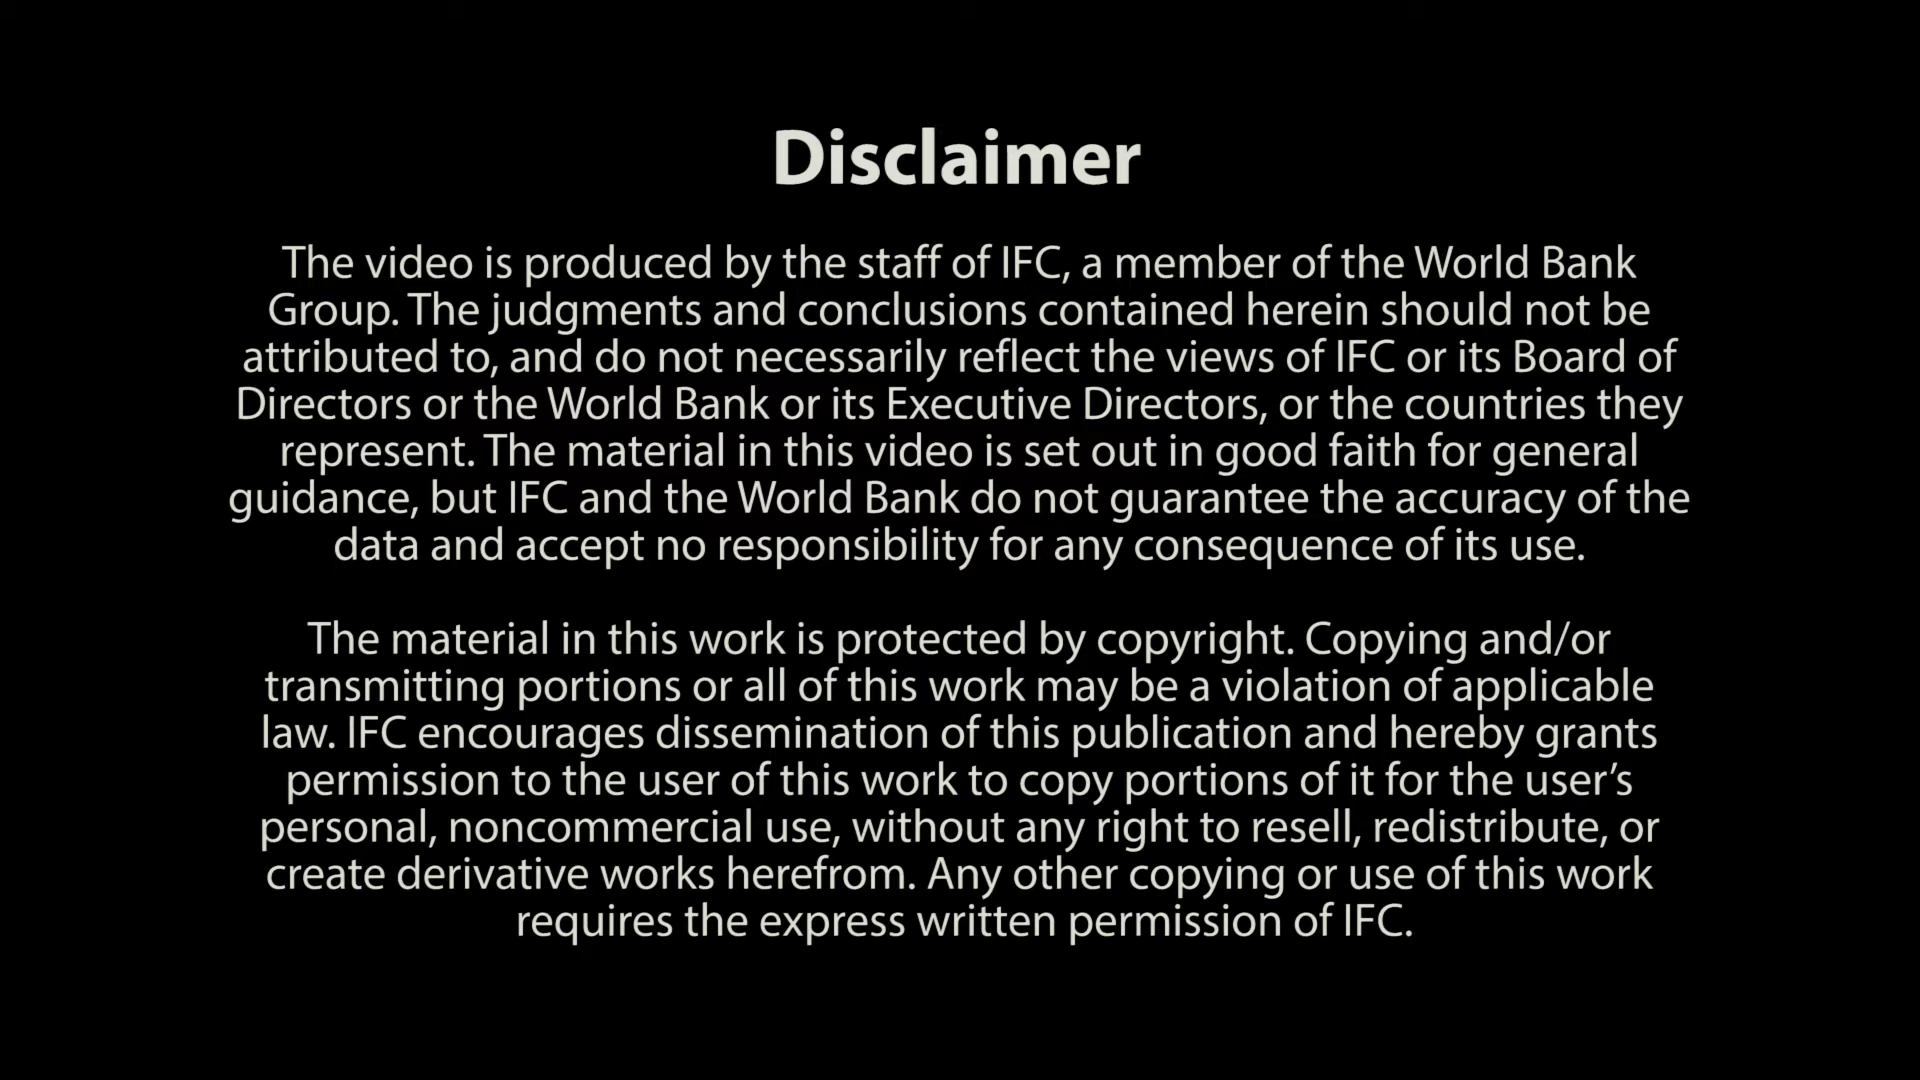 Disclaimer
The video is produced by the staff of IFC, a member of the World Bank
Group. The judgments and conclusions contained herein should not be
attributed to, and do not necessarily reflect the views of IFC or its Board of
Directors or the World Bank or its Executive Directors, or the countries they
represent. The material in this video is set out in good faith for general
guidance, but IFC and the World Bank do not guarantee the accuracy of the
data and accept no responsibility for any consequence of its use.
The material in this work is protected by copyright. Copying and/or
transmitting portions or all of this work may be a violation of applicable
law. IFC encourages dissemination of this publication and hereby grants
permission to the user of this work to copy portions of it for the user’s
personal, noncommercial use, without any right to resell, redistribute, or
create derivative works herefrom. Any other copying or use of this work
requires the express written permission of IFC.